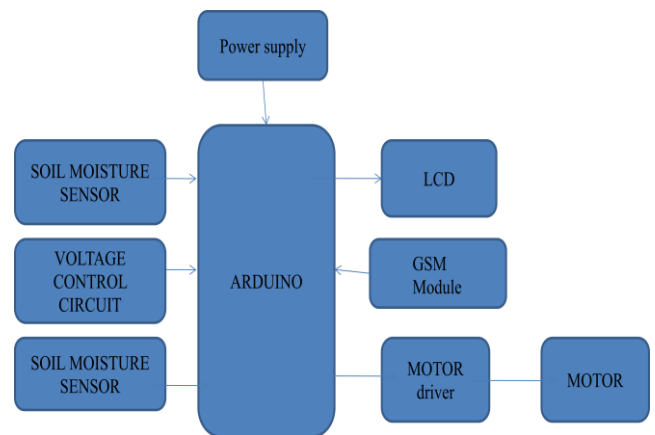 Power supply
SOIL MOISTURE
SENSOR
LCD
VOLTAGE
CONTROL
CIRCUIT
ARDUINO
GSM
Module
SOIL MOISTURE
SENSOR
MOTOR
driver
MOTOR